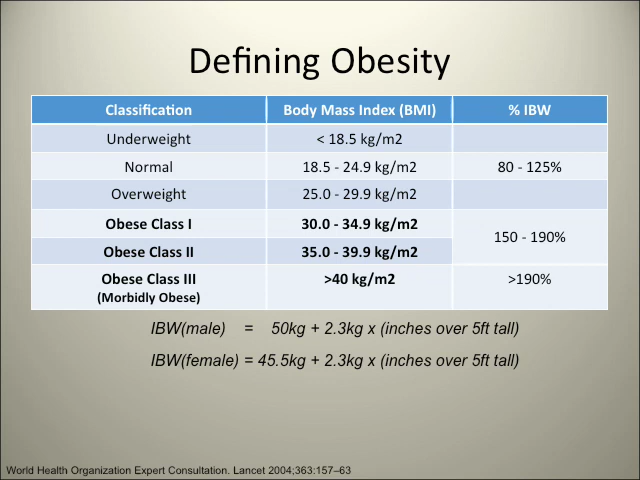 Defining Obesity
Classification Body Mass Index (BMI) % IBW
Underweight < 18.5 kg/m2
Normal 18.5 - 24.9 kg/m2 80 - 125%
Overweight 25.0 - 29.9 kg/m2
Obese Class I 30.0 - 34.9 kg/m2
150 - 190%
Obese Class II 35.0 - 39.9 kg/m2
Obese Class III >40 kg/m2 >190%
(Morbidly Obese)
IBW(male) = 50kg + 2.3kg x (inches over 5ft tall)
IBW(female) = 45.5kg + 2.3kg x (inches over 5ft tall)
World Health Organization Expert Consultation. Lancet 2004;363:157–63